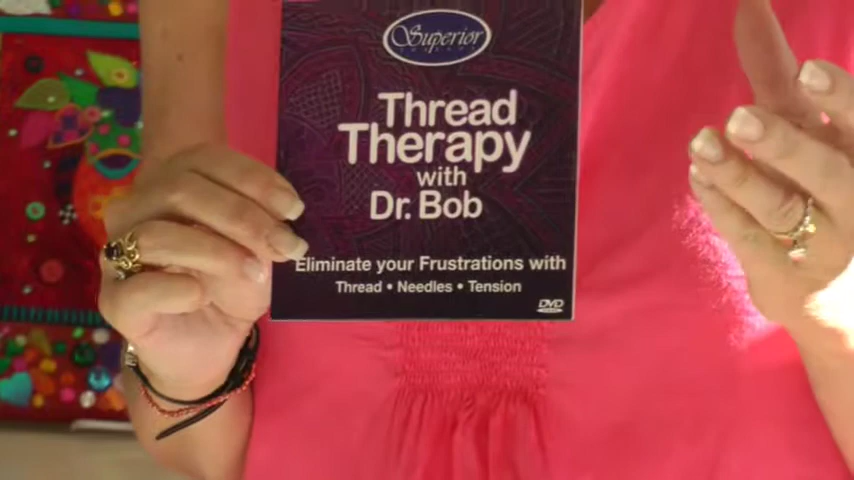 Superior
Thread
Therapy
with
Dr. Bob
Eliminate your Frustrations with
Thread • Needles • Tension
DVD